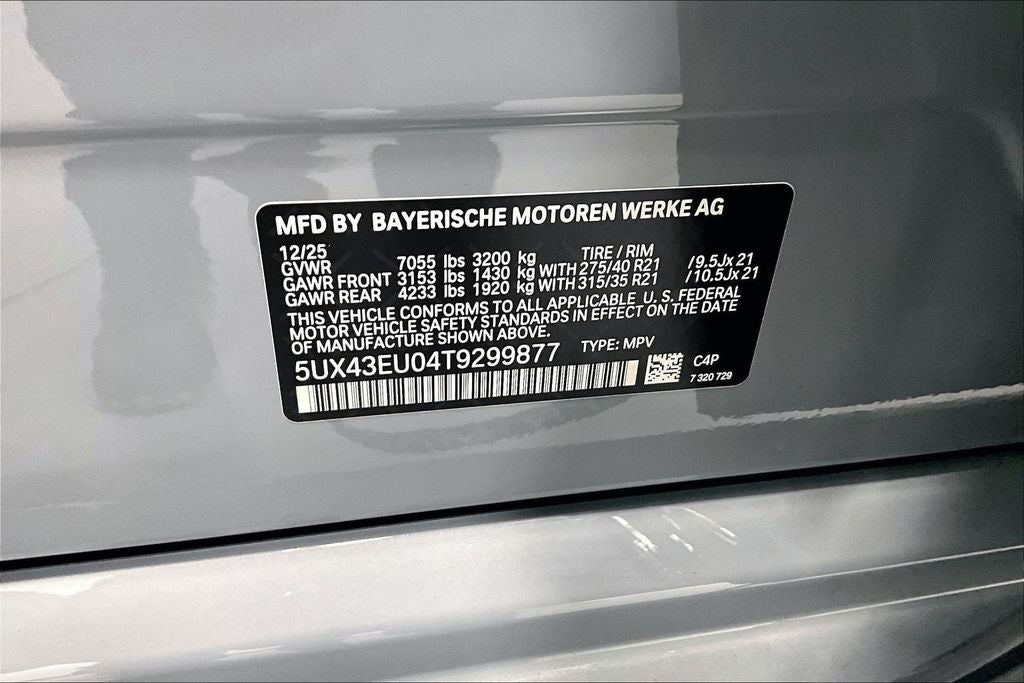 MFD BY BAYERISCHE MOTOREN WERKE AG
12/25
TIRE / RIM
GVWR 7055 lbs 3200 kg
GAWR FRONT 3153 lbs 1430 kg WITH 275/40 R21 /9.5Jx21
GAWR REAR 4233 lbs 1920 kg WITH 315/35 R21 /10.5Jx21
THIS VEHICLE CONFORMS TO ALL APPLICABLE U. S. FEDERAL
MOTOR VEHICLE SAFETY STANDARDS IN EFFECT ON THE DATE
OF MANUFACTURE SHOWN ABOVE.
5UX43EU04T9299877 TYPE: MPV
C4P
7 320 729